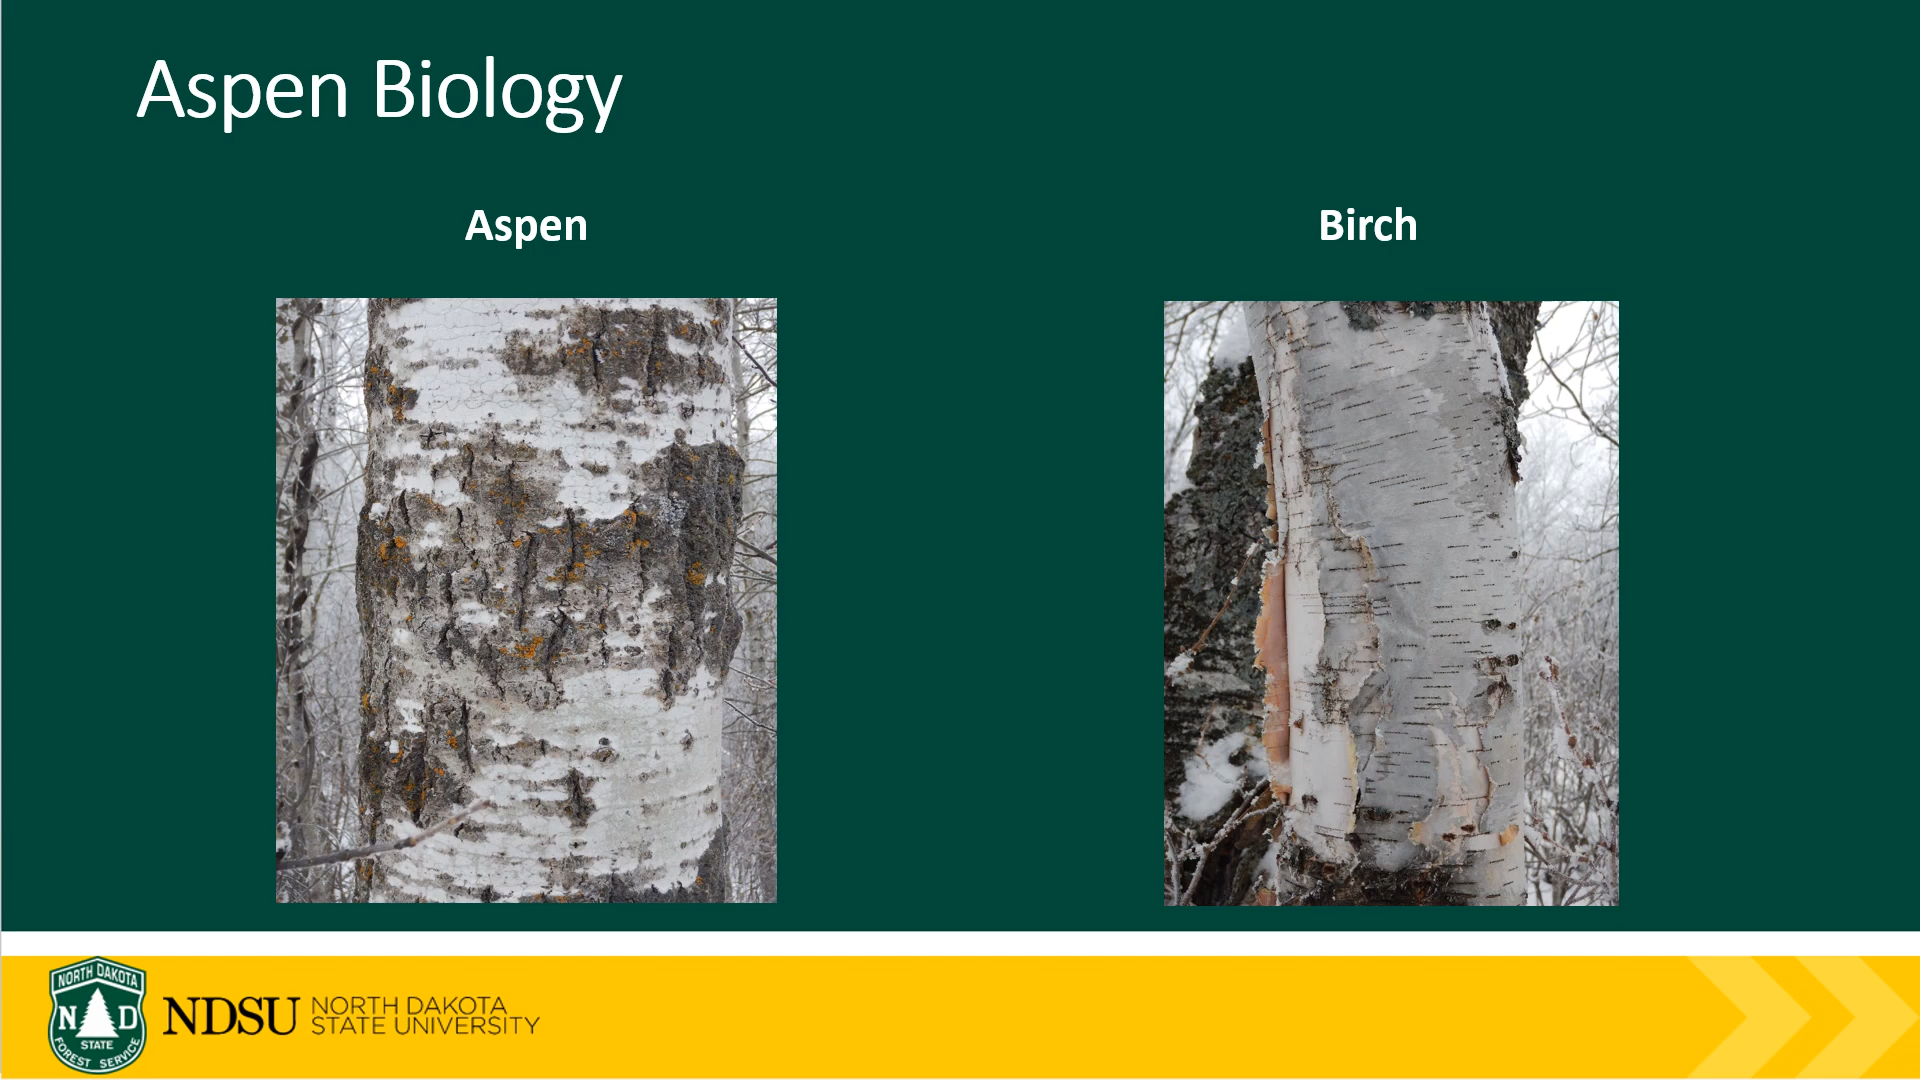 Aspen Biology
Aspen
Birch
NORTH DAKOTA
N D
STATE
FOREST SERVICE
NDSU
NORTH DAKOTA
STATE UNIVERSITY